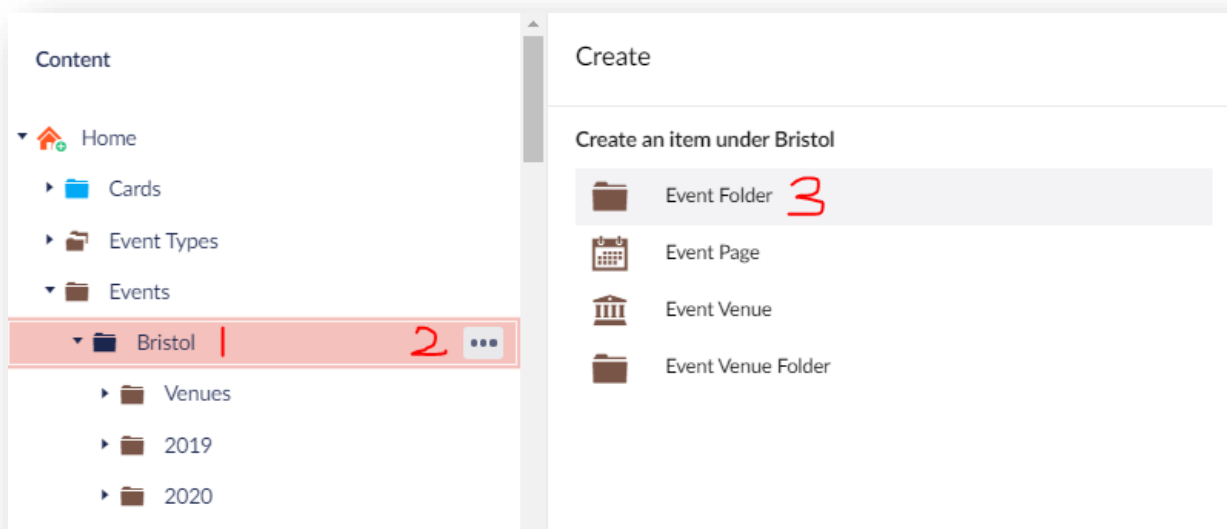 Content
Home
Cards
Event Types
Events
Bristol 1 2
Venues
2019
2020
Create
Create an item under Bristol
Event Folder 3
Event Page
Event Venue
Event Venue Folder